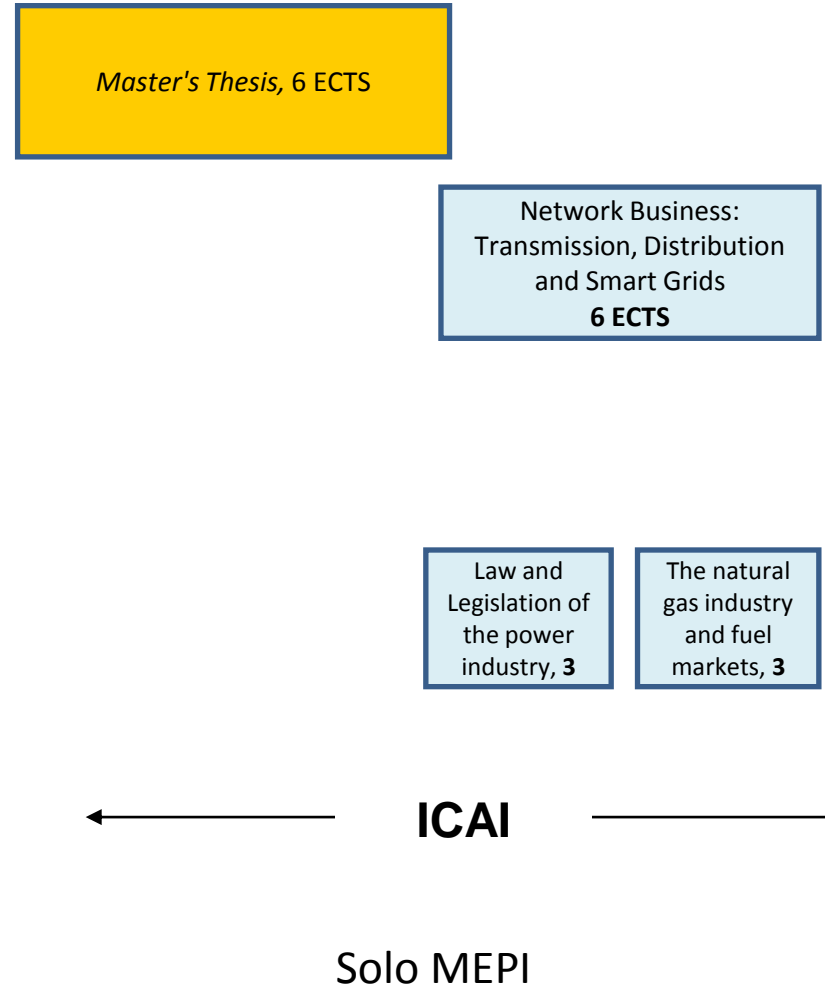 Master's Thesis, 6 ECTS
Network Business:
Transmission, Distribution
and Smart Grids
6 ECTS
Law and
Legislation of
the power
industry, 3
The natural
gas industry
and fuel
markets, 3
ICAI
Solo MEPI